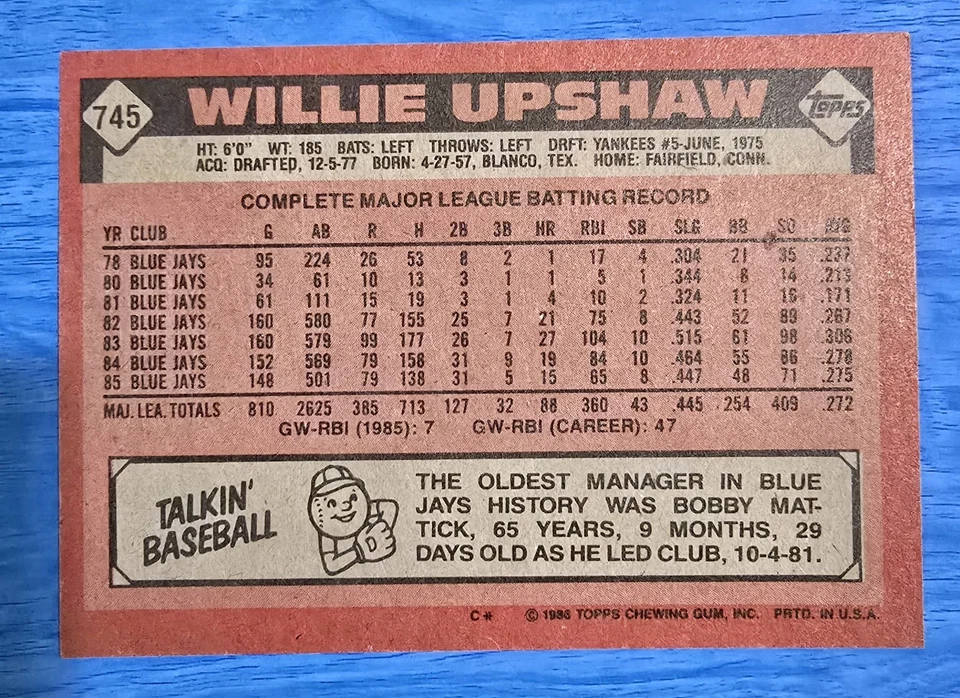 745 WILLIE UPSHAW Topps
HT: 6'0" WT: 185 BATS: LEFT THROWS: LEFT DRFT: YANKEES #5-JUNE, 1975
ACQ: DRAFTED, 12-5-77 BORN: 4-27-57, BLANCO, TEX. HOME: FAIRFIELD, CONN.
COMPLETE MAJOR LEAGUE BATTING RECORD
YR CLUB G AB R H 2B 3B HR RBI SB SLG BB SO AVG
78 BLUE JAYS 95 224 26 53 8 2 1 17 4 .304 21 35 .237
80 BLUE JAYS 34 61 10 13 3 1 1 5 1 .344 8 14 .213
81 BLUE JAYS 61 111 15 19 3 1 4 10 2 .324 11 16 .171
82 BLUE JAYS 160 580 77 155 25 7 21 75 8 .443 52 89 .267
83 BLUE JAYS 160 579 99 177 26 7 27 104 10 .515 61 98 .306
84 BLUE JAYS 152 569 79 158 31 9 19 84 10 .464 55 86 .278
85 BLUE JAYS 148 501 79 138 31 5 15 65 8 .447 48 71 .275
MAJ. LEA. TOTALS 810 2625 385 713 127 32 88 360 43 .445 254 409 .272
GW-RBI (1985): 7 GW-RBI (CAREER): 47
TALKIN'
BASEBALL
THE OLDEST MANAGER IN BLUE
JAYS HISTORY WAS BOBBY MAT-
TICK, 65 YEARS, 9 MONTHS, 29
DAYS OLD AS HE LED CLUB, 10-4-81.
C* © 1986 TOPPS CHEWING GUM, INC. PRTD. IN U.S.A.